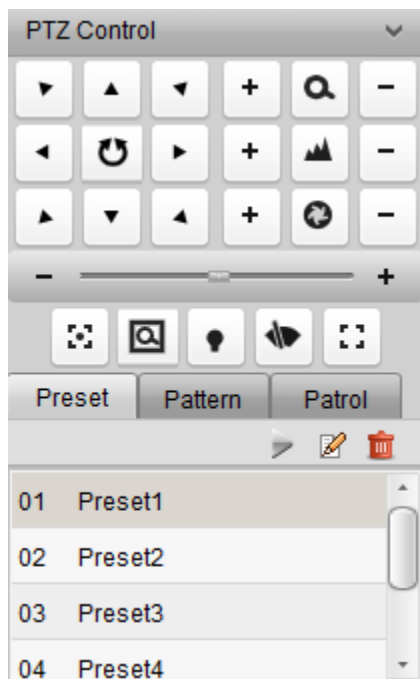 PTZ Control
Preset Pattern Patrol
01 Preset1
02 Preset2
03 Preset3
04 Preset4